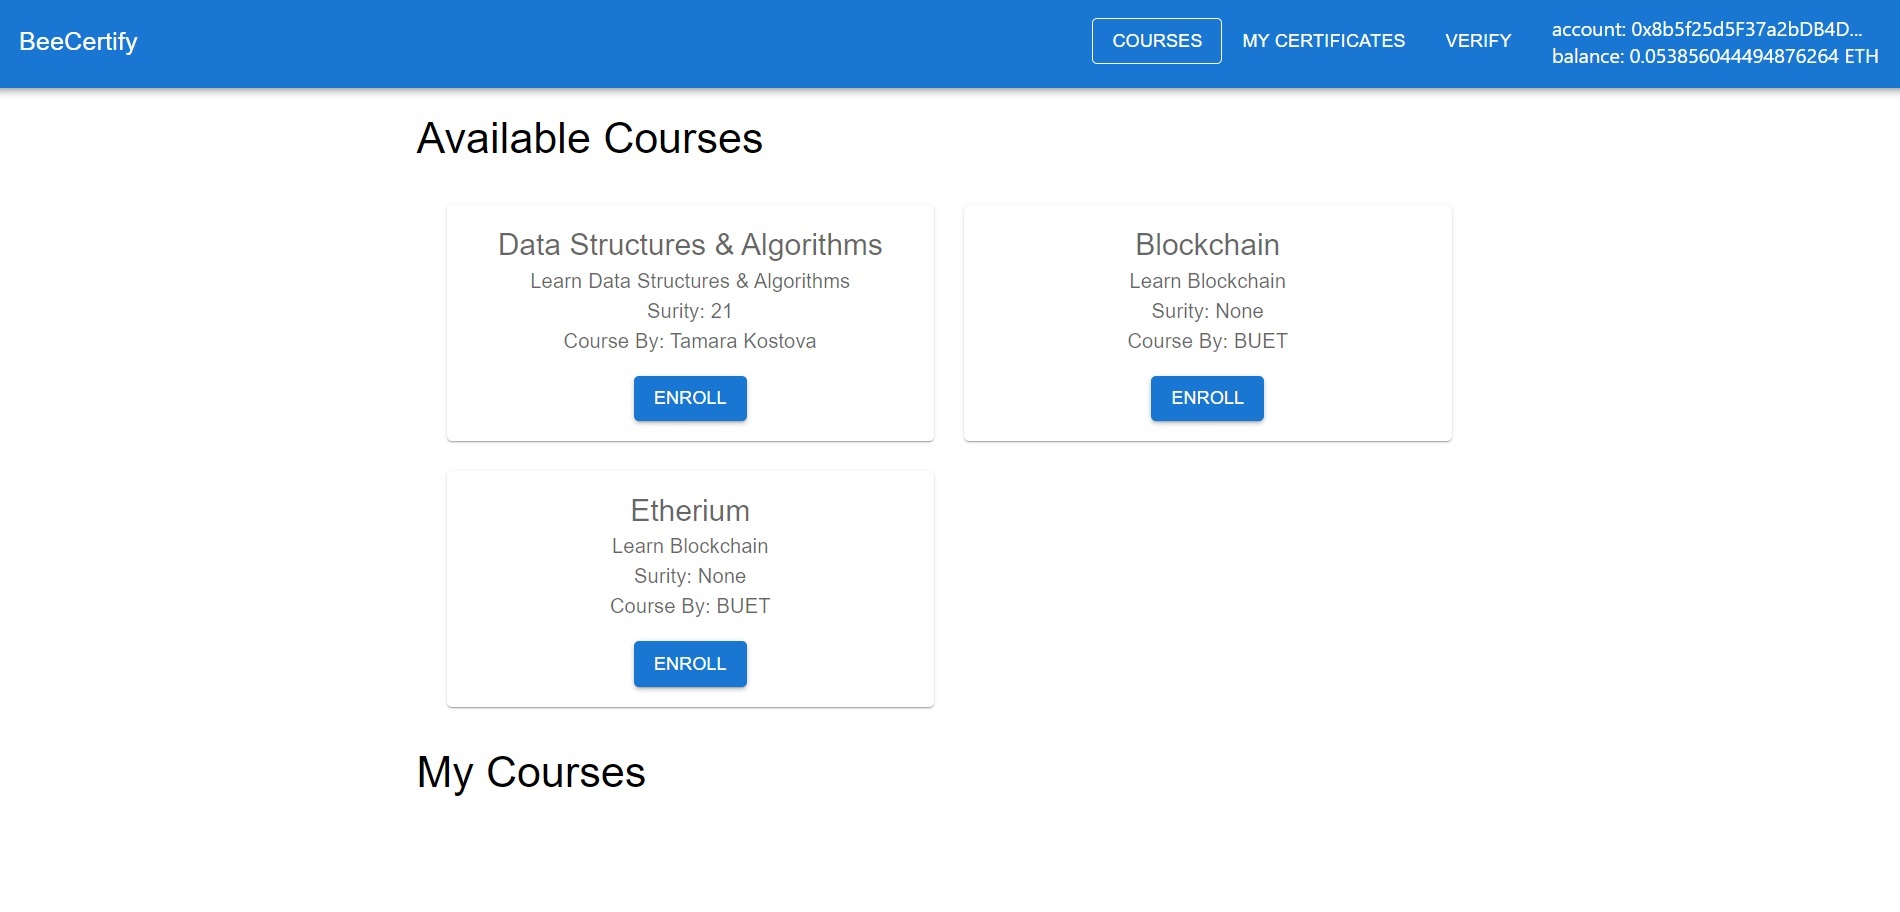 BeeCertify
COURSES
MY CERTIFICATES
VERIFY
account: 0x8b5f25d5F37a2bDB4D...
balance: 0.053856044494876264 ETH
Available Courses
Data Structures & Algorithms
Learn Data Structures & Algorithms
Surity: 21
Course By: Tamara Kostova
ENROLL
Blockchain
Learn Blockchain
Surity: None
Course By: BUET
ENROLL
Etherium
Learn Blockchain
Surity: None
Course By: BUET
ENROLL
My Courses